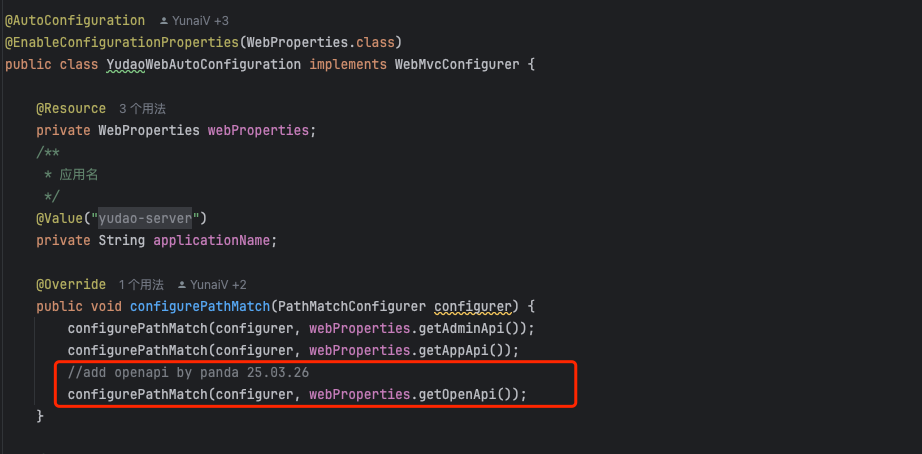 @AutoConfiguration YunaiV +3
@EnableConfigurationProperties(WebProperties.class)
public class YudaoWebAutoConfiguration implements WebMvcConfigurer {
@Resource 3 个用法
private WebProperties webProperties;
/**
* 应用名
*/
@Value("yudao-server")
private String applicationName;
@Override 1 个用法 YunaiV +2
public void configurePathMatch(PathMatchConfigurer configurer) {
configurePathMatch(configurer, webProperties.getAdminApi());
configurePathMatch(configurer, webProperties.getAppApi());
//add openapi by panda 25.03.26
configurePathMatch(configurer, webProperties.getOpenApi());
}